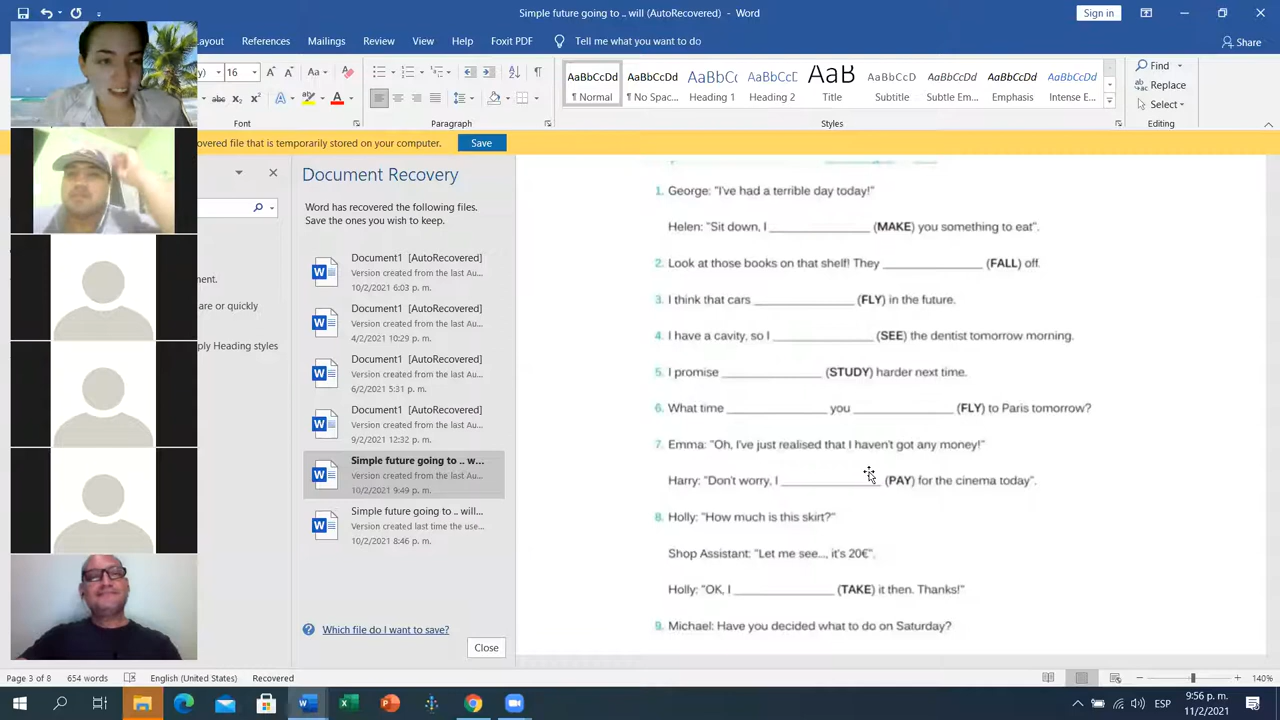 Simple future going to .. will (AutoRecovered) - Word
Sign in
Layout References Mailings Review View Help Foxit PDF Tell me what you want to do
Share
16
Aa
AaBbCcDd AaBbCcDd AaBbCc AaBbCcD AaB AaBbCcDd AaBbCcDd AaBbCcDd AaBbCcDd
¶ Normal ¶ No Spac... Heading 1 Heading 2 Title Subtitle Subtle Em... Emphasis Intense E...
Find
Replace
Select
Font Paragraph Styles Editing
overed file that is temporarily stored on your computer. Save
Document Recovery
Word has recovered the following files.
Save the ones you wish to keep.
ment.
are or quickly
ply Heading styles
Document1 [AutoRecovered]
Version created from the last Au...
10/2/2021 6:03 p. m.
Document1 [AutoRecovered]
Version created from the last Au...
4/2/2021 10:29 p. m.
Document1 [AutoRecovered]
Version created from the last Au...
6/2/2021 5:31 p. m.
Document1 [AutoRecovered]
Version created from the last Au...
9/2/2021 12:32 p. m.
Simple future going to .. w...
Version created from the last Au...
10/2/2021 9:49 p. m.
Simple future going to .. will...
Version created last time the use...
10/2/2021 8:46 p. m.
Which file do I want to save?
Close
1. George: "I've had a terrible day today!"
Helen: "Sit down, I ________________ (MAKE) you something to eat".
2. Look at those books on that shelf! They ________________ (FALL) off.
3. I think that cars ________________ (FLY) in the future.
4. I have a cavity, so I ________________ (SEE) the dentist tomorrow morning.
5. I promise ________________ (STUDY) harder next time.
6. What time ________________ you ________________ (FLY) to Paris tomorrow?
7. Emma: "Oh, I've just realised that I haven't got any money!"
Harry: "Don't worry, I ________________ (PAY) for the cinema today".
8. Holly: "How much is this skirt?"
Shop Assistant: "Let me see..., it's 20€".
Holly: "OK, I ________________ (TAKE) it then. Thanks!"
9. Michael: Have you decided what to do on Saturday?
Page 3 of 8 654 words English (United States) Recovered 140%
ESP
9:56 p. m.
11/2/2021